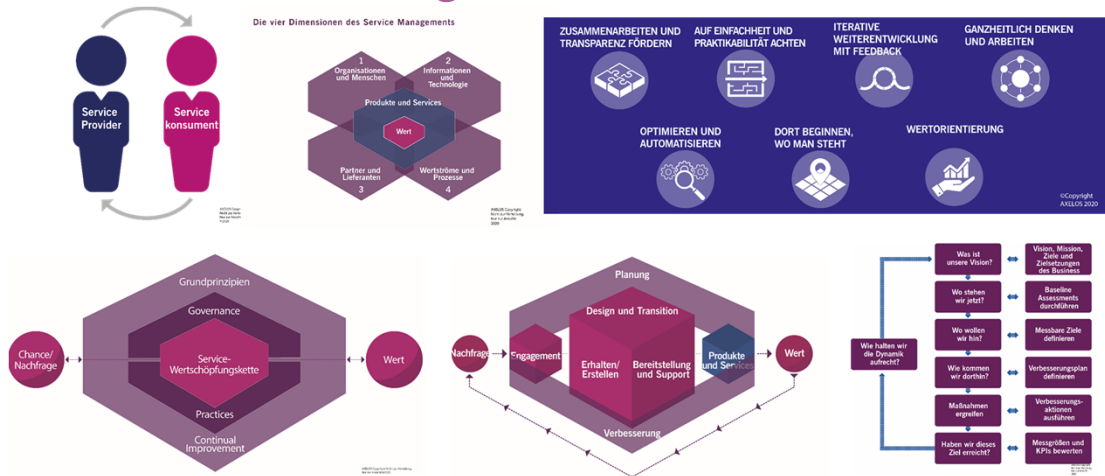 Service
Provider
Service
konsument
Die vier Dimensionen des Service Managements
1
Organisationen
und Menschen
2
Informationen
und
Technologie
Produkte und Services
Wert
Partner und
Lieferanten
3
Wertströme und
Prozesse
4
ZUSAMMENARBEITEN UND
TRANSPARENZ FÖRDERN
AUF EINFACHHEIT UND
PRAKTIKABILITÄT ACHTEN
ITERATIVE
WEITERENTWICKLUNG
MIT FEEDBACK
GANZHEITLICH DENKEN
UND ARBEITEN
OPTIMIEREN UND
AUTOMATISIEREN
DORT BEGINNEN,
WO MAN STEHT
WERTORIENTIERUNG
©Copyright
AXELOS 2020
Chance/
Nachfrage
Grundprinzipien
Governance
Service-
Wertschöpfungskette
Practices
Continual
Improvement
Wert
Nachfrage
Planung
Design und Transition
Engagement
Erhalten/
Erstellen
Bereitstellung
und Support
Produkte
und Services
Verbesserung
Wert
Wie halten wir
die Dynamik
aufrecht?
Was ist
unsere Vision?
Vision, Mission,
Ziele und
Zielsetzungen
des Business
Wo stehen
wir jetzt?
Baseline
Assessments
durchführen
Wo wollen
wir hin?
Messbare Ziele
definieren
Wie kommen
wir dorthin?
Verbesserungsplan
definieren
Maßnahmen
ergreifen
Verbesserungs-
aktionen
ausführen
Haben wir dieses
Ziel erreicht?
Messgrößen und
KPIs bewerten